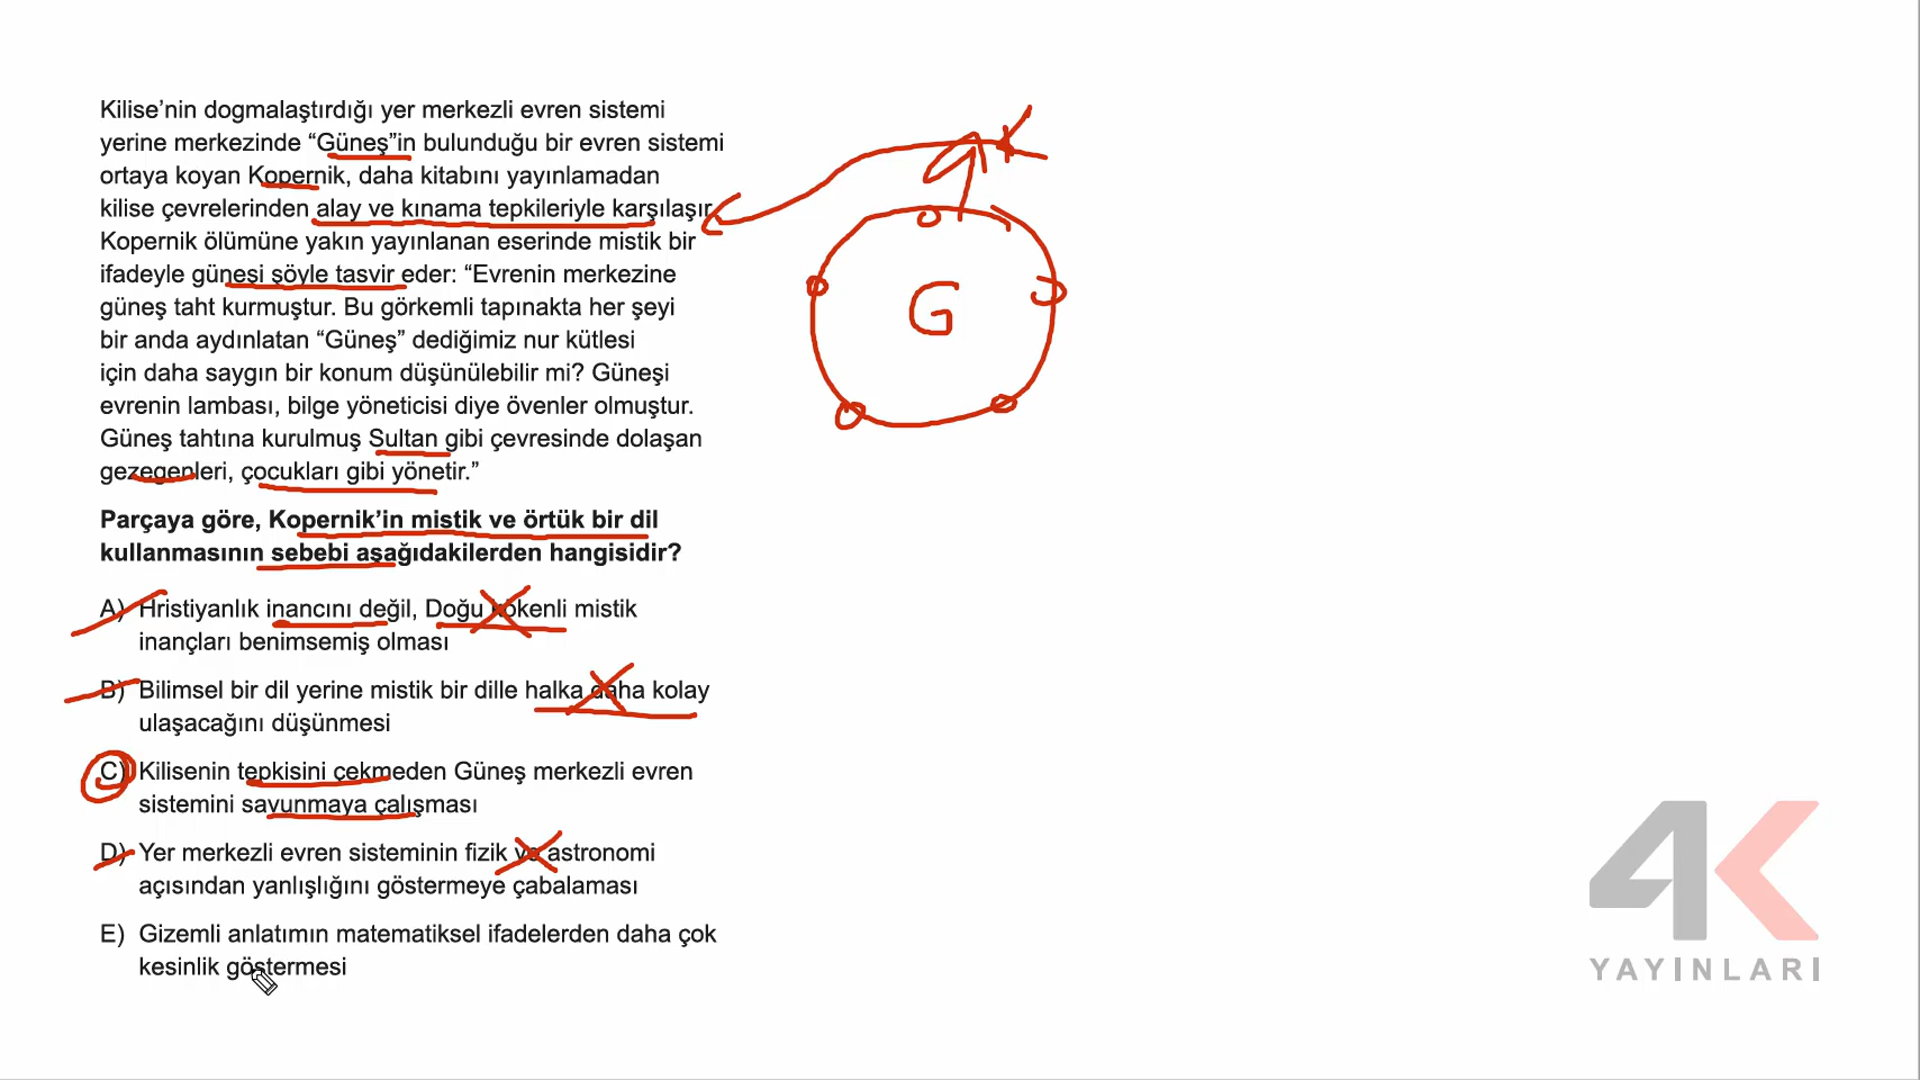 Kilise’nin dogmalaştırdığı yer merkezli evren sistemi
yerine merkezinde “Güneş”in bulunduğu bir evren sistemi
ortaya koyan Kopernik, daha kitabını yayınlamadan
kilise çevrelerinden alay ve kınama tepkileriyle karşılaşır.
Kopernik ölümüne yakın yayınlanan eserinde mistik bir
ifadeyle güneşi şöyle tasvir eder: “Evrenin merkezine
güneş taht kurmuştur. Bu görkemli tapınakta her şeyi
bir anda aydınlatan “Güneş” dediğimiz nur kütlesi
için daha saygın bir konum düşünülebilir mi? Güneşi
evrenin lambası, bilge yöneticisi diye övenler olmuştur.
Güneş tahtına kurulmuş Sultan gibi çevresinde dolaşan
gezegenleri, çocukları gibi yönetir.”
Parçaya göre, Kopernik’in mistik ve örtük bir dil
kullanmasının sebebi aşağıdakilerden hangisidir?
A) Hristiyanlık inancını değil, Doğu kökenli mistik
inançları benimsemiş olması
B) Bilimsel bir dil yerine mistik bir dille halka daha kolay
ulaşacağını düşünmesi
C) Kilisenin tepkisini çekmeden Güneş merkezli evren
sistemini savunmaya çalışması
D) Yer merkezli evren sisteminin fizik ve astronomi
açısından yanlışlığını göstermeye çabalaması
E) Gizemli anlatımın matematiksel ifadelerden daha çok
kesinlik göstermesi
K
G
4K
YAYINLARI